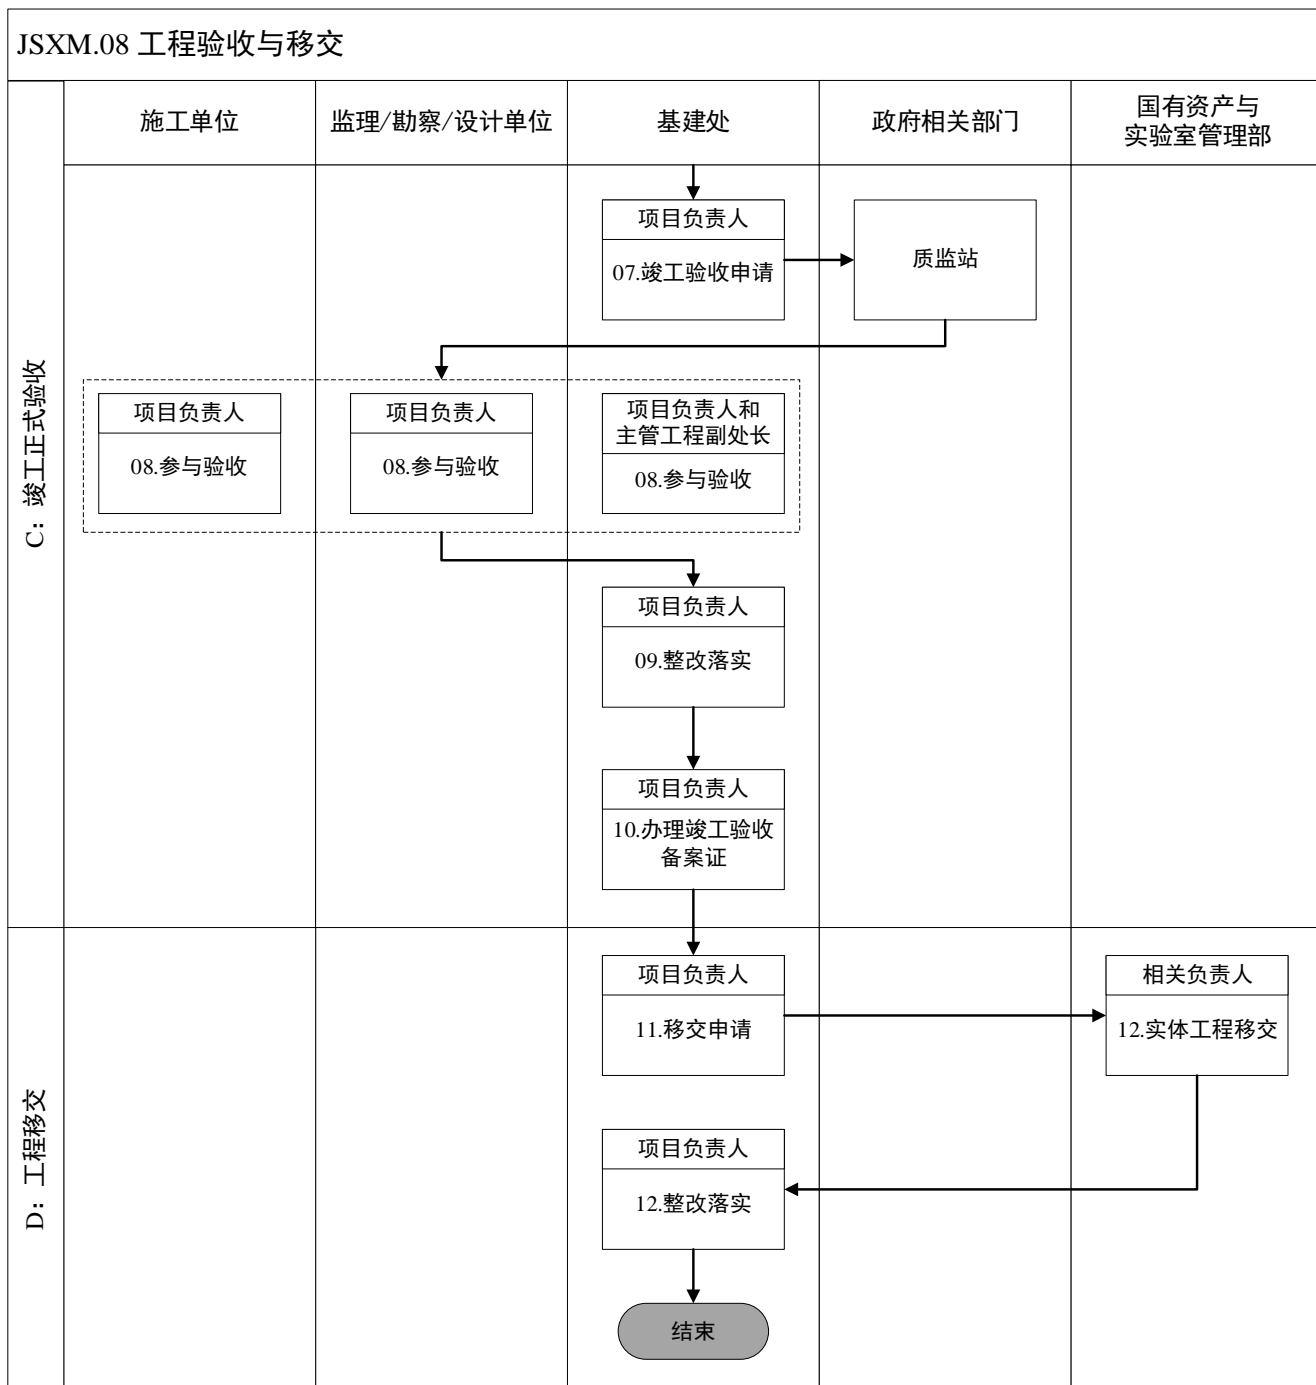 JSXM.08 工程验收与移交
施工单位
监理/勘察/设计单位
基建处
政府相关部门
国有资产与
实验室管理部
C：竣工正式验收
项目负责人
07.竣工验收申请
质监站
项目负责人
08.参与验收
项目负责人
08.参与验收
项目负责人和
主管工程副处长
08.参与验收
项目负责人
09.整改落实
项目负责人
10.办理竣工验收
备案证
D：工程移交
项目负责人
11.移交申请
相关负责人
12.实体工程移交
项目负责人
12.整改落实
结束